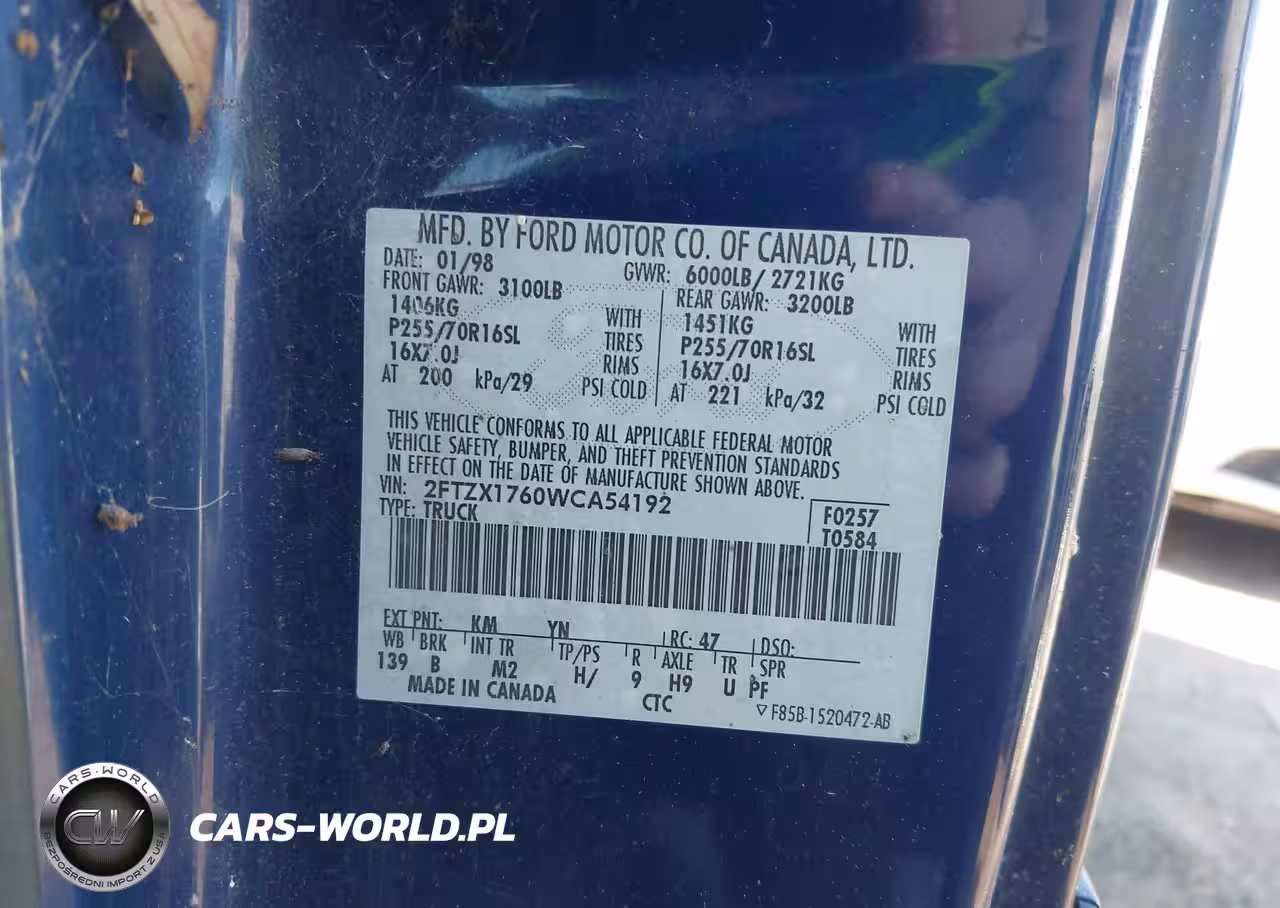 MFD. BY FORD MOTOR CO. OF CANADA, LTD.
DATE: 01/98 GVWR: 6000LB/ 2721KG
FRONT GAWR: 3100LB REAR GAWR: 3200LB
1406KG WITH 1451KG WITH
P255/70R16SL TIRES P255/70R16SL TIRES
16X7.0J RIMS 16X7.0J RIMS
AT 200 kPa/29 PSI COLD AT 221 kPa/32 PSI COLD
THIS VEHICLE CONFORMS TO ALL APPLICABLE FEDERAL MOTOR
VEHICLE SAFETY, BUMPER, AND THEFT PREVENTION STANDARDS
IN EFFECT ON THE DATE OF MANUFACTURE SHOWN ABOVE.
VIN: 2FTZX1760WCA54192 F0257
TYPE: TRUCK T0584
EXT PNT: KM YN RC: 47 DSO:
WB BRK INT TR TP/PS R AXLE TR SPR
139 B M2 H/ 9 H9 U PF
MADE IN CANADA CTC ▽ F85B-1520472-AB
CARS-WORLD
CW
BEZPOŚREDNI IMPORT Z USA
CARS-WORLD.PL